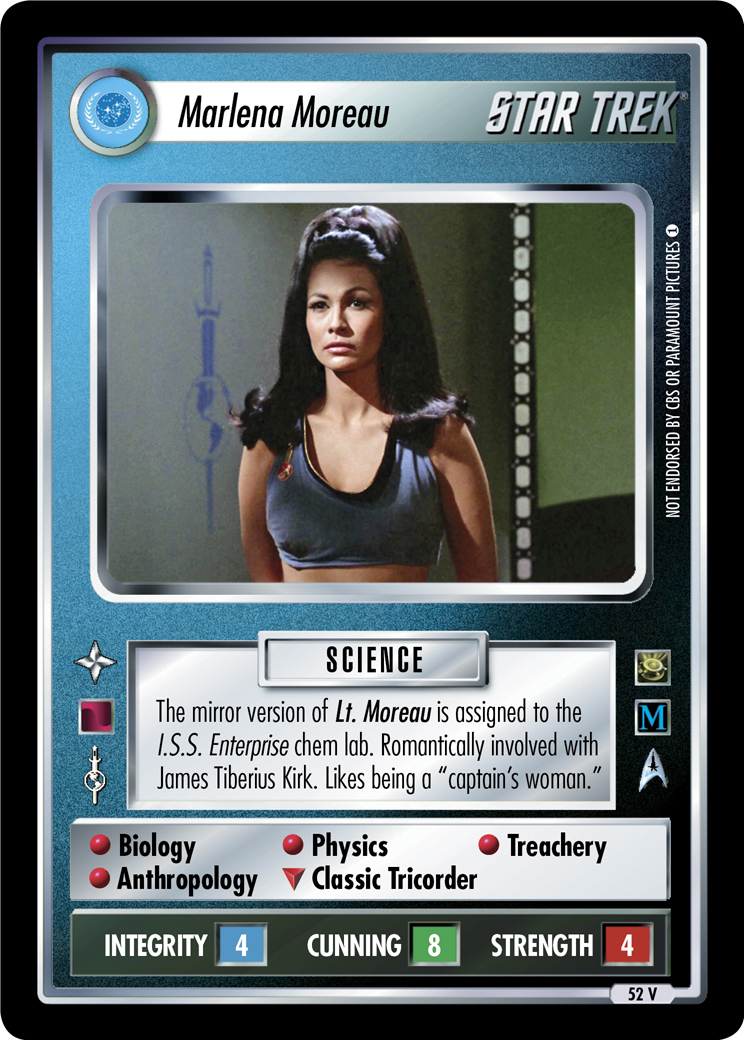 Marlena Moreau
STAR TREK®
NOT ENDORSED BY CBS OR PARAMOUNT PICTURES 1
SCIENCE
The mirror version of Lt. Moreau is assigned to the
I.S.S. Enterprise chem lab. Romantically involved with
James Tiberius Kirk. Likes being a “captain’s woman.”
M
Biology Physics Treachery
Anthropology Classic Tricorder
INTEGRITY 4 CUNNING 8 STRENGTH 4
52 V